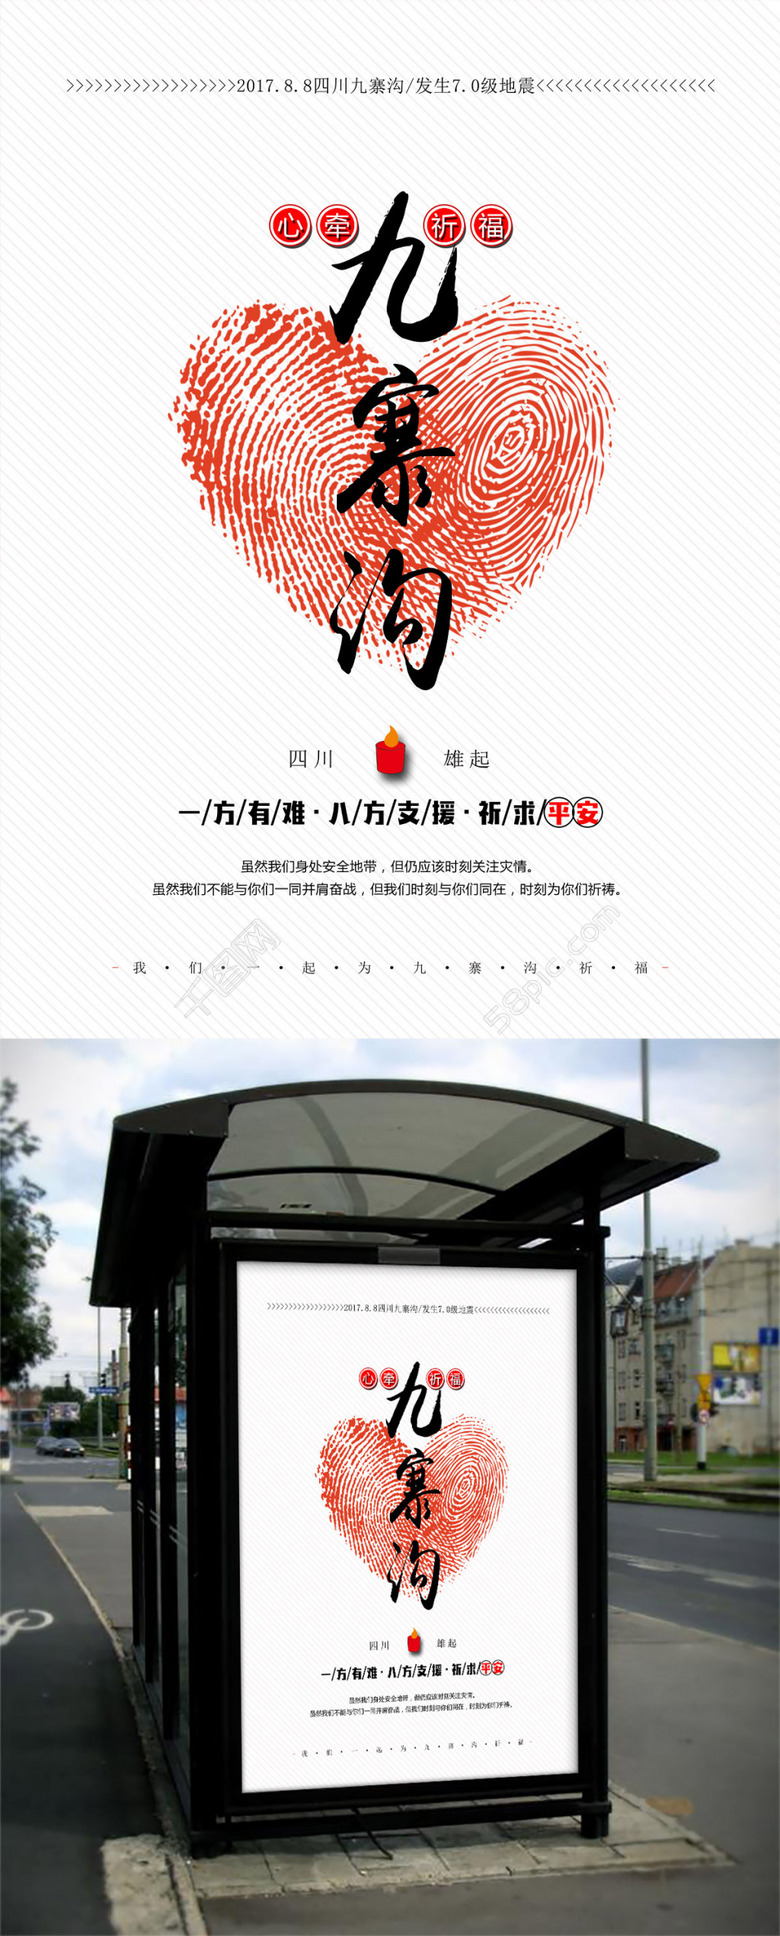 >>>>>>>>>>>>>>>>>>2017.8.8四川九寨沟/发生7.0级地震<<<<<<<<<<<<<<<<<<<
心牵 祈福
九
寨
沟
四川 雄起
一/方/有/难·八/方/支/援·祈/求/平安
虽然我们身处安全地带，但仍应该时刻关注灾情。
虽然我们不能与你们一同并肩奋战，但我们时刻与你们同在，时刻为你们祈祷。
千图网
58pic.com
- 我·们·一·起·为·九·寨·沟·祈·福 -
>>>>>>>>>>>>>>>>>>2017.8.8四川九寨沟/发生7.0级地震<<<<<<<<<<<<<<<<<<<
心牵 祈福
九
寨
沟
四川 雄起
一/方/有/难·八/方/支/援·祈/求/平安
虽然我们身处安全地带，但仍应该时刻关注灾情。
虽然我们不能与你们一同并肩奋战，但我们时刻与你们同在，时刻为你们祈祷。
- 我·们·一·起·为·九·寨·沟·祈·福 -